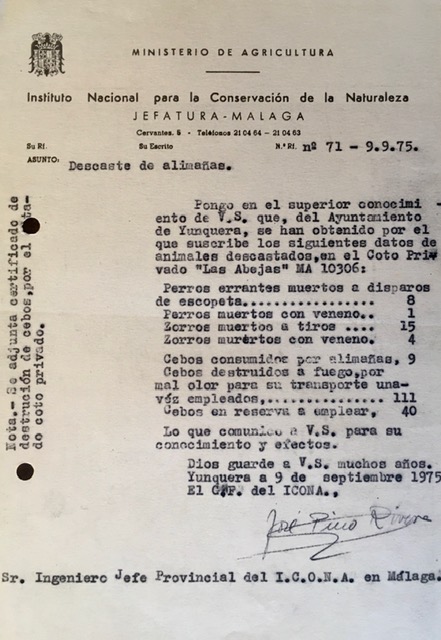 MINISTERIO DE AGRICULTURA
Instituto Nacional para la Conservación de la Naturaleza
JEFATURA-MALAGA
Cervantes. 5 - Teléfonos 21 04 64 - 21 04 63
Su Rf. Su Escrito N.ª Rf. nº 71 - 9.9.75.
ASUNTO: Descaste de alimañas.
Pongo en el superior conocimi-
ento de V.S. que, del Ayuntamiento
de Yunquera, se han obtenido por el
que suscribe los siguientes datos de
animales descastados,en el Coto Pri
vado "Las Abejas" MA 10306:
Perros errantes muertos a disparos
de escopeta................ 8
Perros muertos con veneno.. 1
Zorros muertos a tiros .... 15
Zorros murértos con veneno. 4
Cebos consumidos por alimañas, 9
Cebos destruidos a fuego,por
mal olor para su transporte una-
véz empleados,............. 111
Cebos en reserva a emplear, 40
Lo que comunico a V.S. para su
conocimiento y efectos.
Dios guarde a V.S. muchos años.
Yunquera a 9 de septiembre 1975
El G.F. del ICONA.,
José Pino Rivera
Sr. Ingeniero Jefe Provincial del I.C.O.N.A. en Málaga.
Nota.- Se adjunta certificado de
destrución de cebos,por el
do coto privado.